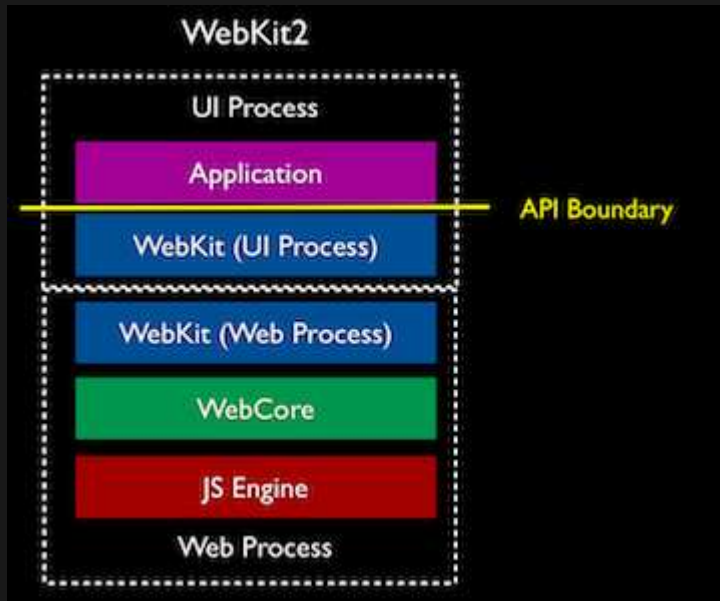 WebKit2
UI Process
Application
API Boundary
WebKit (UI Process)
WebKit (Web Process)
WebCore
JS Engine
Web Process